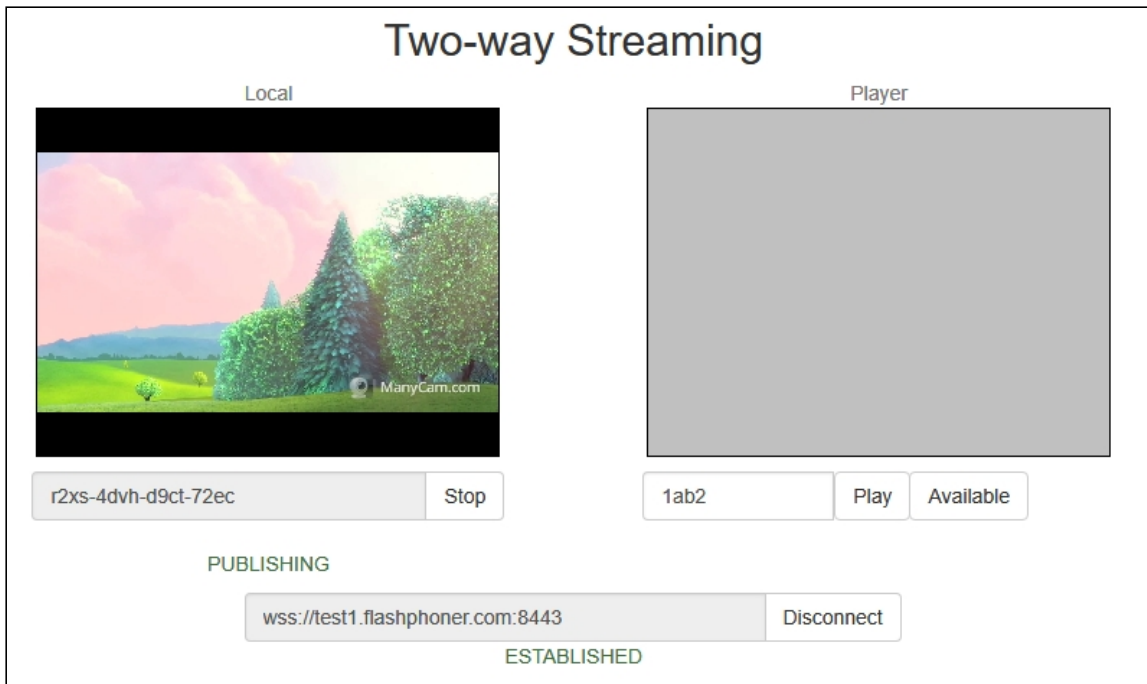 Two-way Streaming
Local
Player
ManyCam.com
r2xs-4dvh-d9ct-72ec
Stop
1ab2
Play
Available
PUBLISHING
wss://test1.flashphoner.com:8443
Disconnect
ESTABLISHED